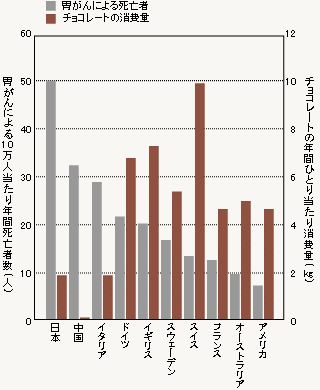 胃がんによる死亡者
チョコレートの消費量
60
50
40
30
20
10
0
胃がんによる10万人当たり年間死亡者数(人)
12
10
8
6
4
2
0
チョコレートの年間ひとり当たり消費量(kg)
日本
中国
イタリア
ドイツ
イギリス
スウェーデン
スイス
フランス
オーストラリア
アメリカ